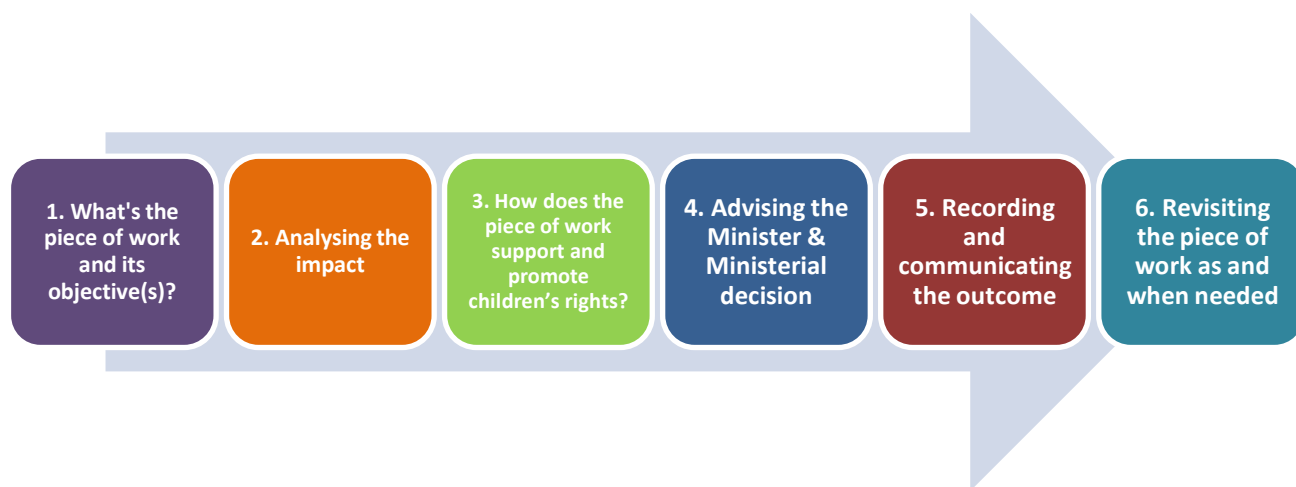 1. What's the
piece of work
and its
objective(s)?
2. Analysing the
impact
3. How does the
piece of work
support and
promote
children’s rights?
4. Advising the
Minister &
Ministerial
decision
5. Recording
and
communicating
the outcome
6. Revisiting
the piece of
work as and
when needed